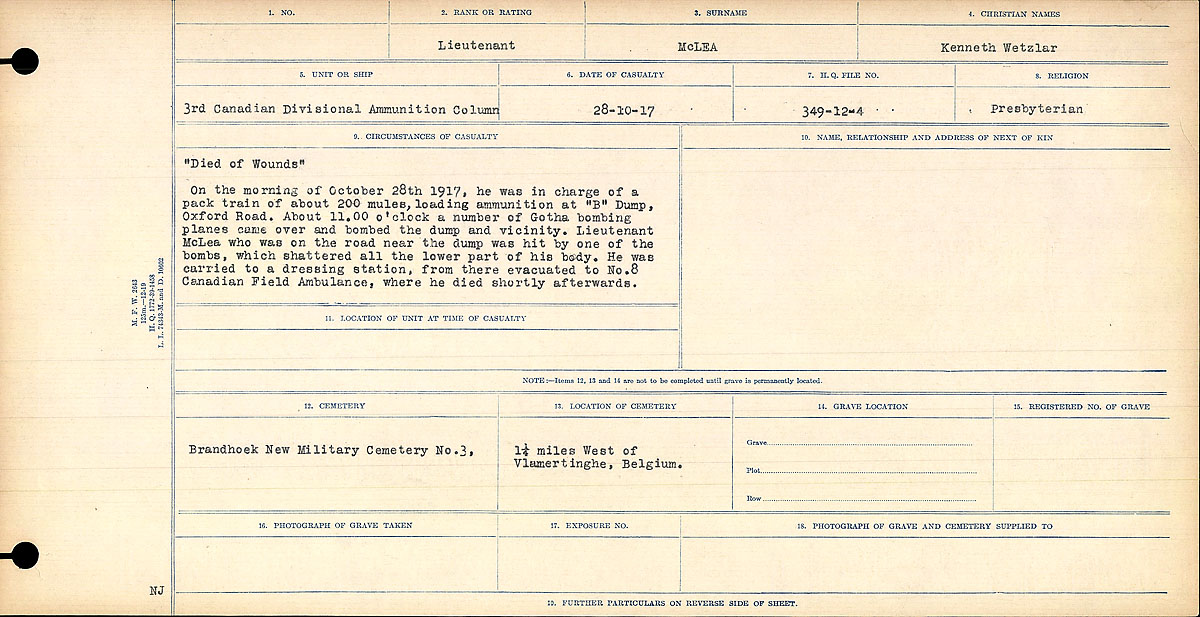 1. NO.
2. RANK OR RATING
3. SURNAME
4. CHRISTIAN NAMES
Lieutenant
McLEA
Kenneth Wetzlar
5. UNIT OR SHIP
6. DATE OF CASUALTY
7. H.Q. FILE NO.
8. RELIGION
3rd Canadian Divisional Ammunition Column
28-10-17
349-12-4
Presbyterian
9. CIRCUMSTANCES OF CASUALTY
10. NAME, RELATIONSHIP AND ADDRESS OF NEXT OF KIN
"Died of Wounds"
On the morning of October 28th 1917, he was in charge of a
pack train of about 200 mules, loading ammunition at "B" Dump,
Oxford Road. About 11.00 o'clock a number of Gotha bombing
planes came over and bombed the dump and vicinity. Lieutenant
McLea who was on the road near the dump was hit by one of the
bombs, which shattered all the lower part of his body. He was
carried to a dressing station, from there evacuated to No.8
Canadian Field Ambulance, where he died shortly afterwards.
M. F. W. 2643
125m.—12-19
H. Q. 1772-39-1458
L. L. 74343-M. and D. 10602
11. LOCATION OF UNIT AT TIME OF CASUALTY
NOTE:—Items 12, 13 and 14 are not to be completed until grave is permanently located.
12. CEMETERY
13. LOCATION OF CEMETERY
14. GRAVE LOCATION
15. REGISTERED NO. OF GRAVE
Brandhoek New Military Cemetery No.3,
1¼ miles West of
Vlamertinghe, Belgium.
Grave
Plot
Row
16. PHOTOGRAPH OF GRAVE TAKEN
17. EXPOSURE NO.
18. PHOTOGRAPH OF GRAVE AND CEMETERY SUPPLIED TO
NJ
19. FURTHER PARTICULARS ON REVERSE SIDE OF SHEET.